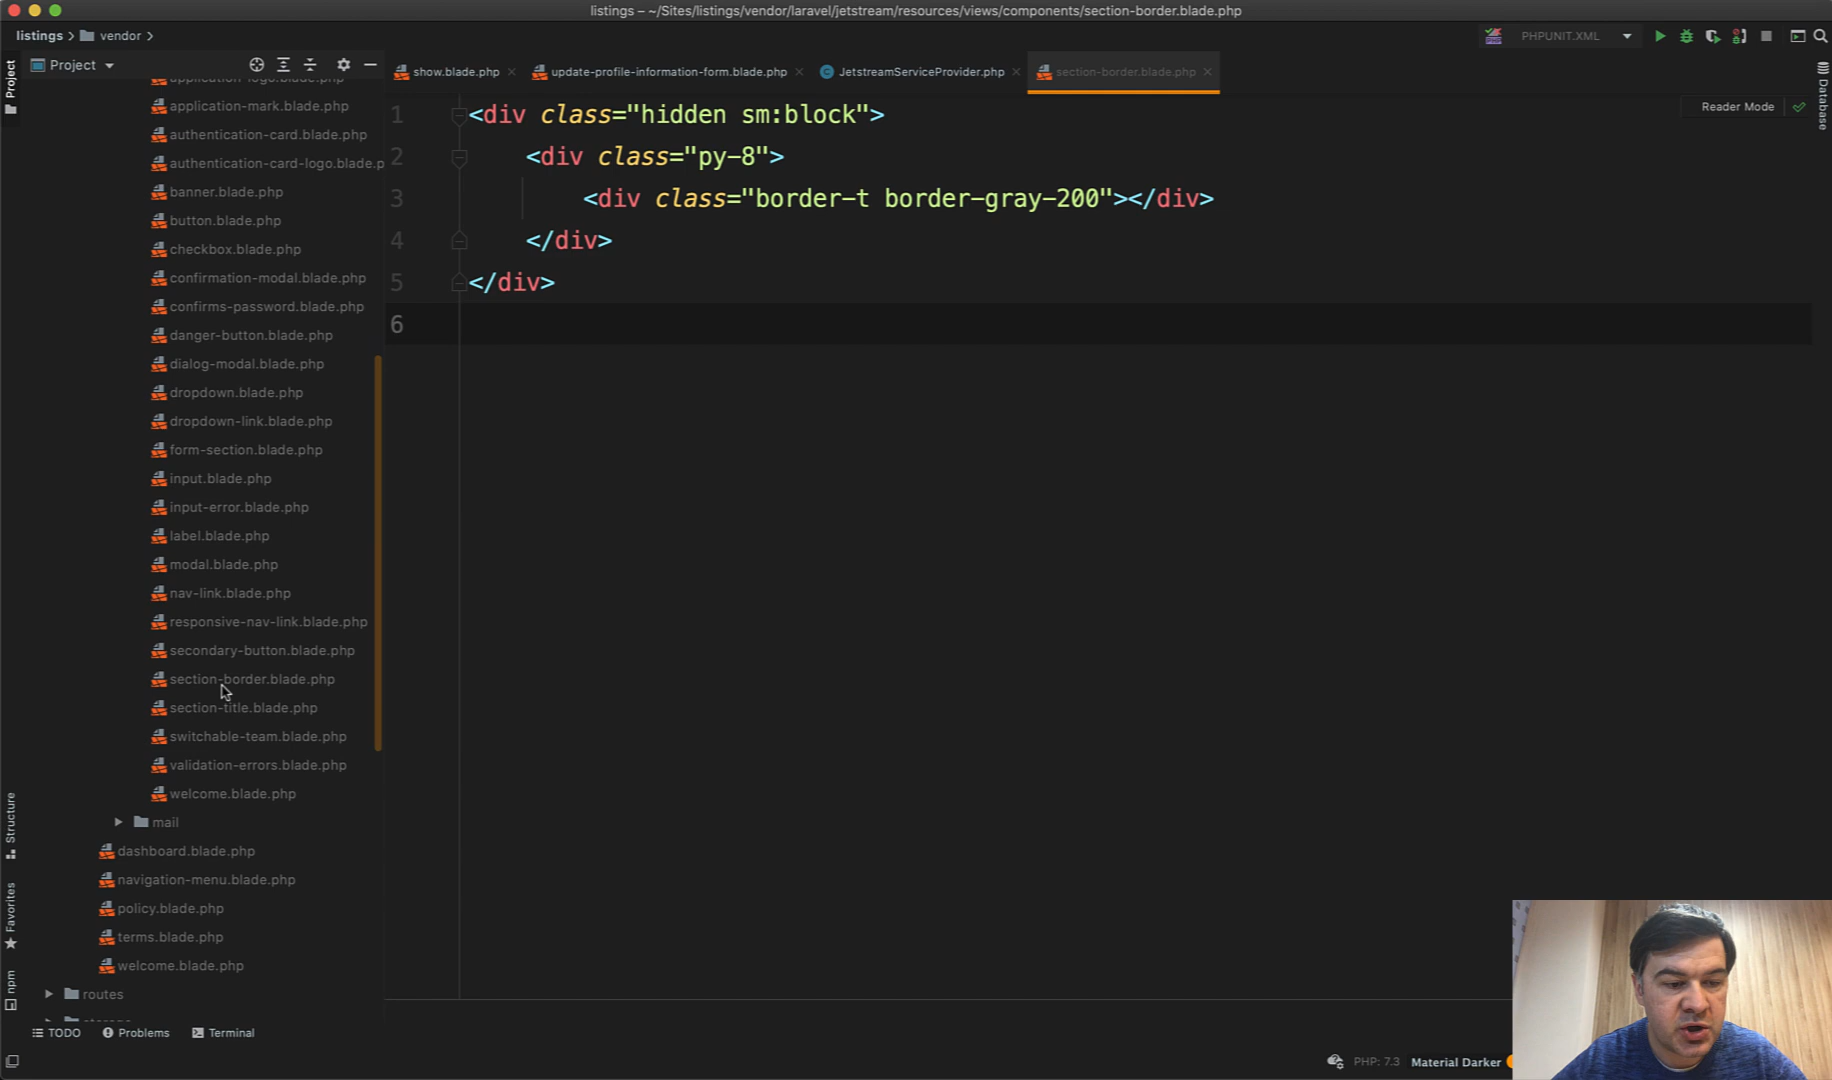 listings – ~/Sites/listings/vendor/laravel/jetstream/resources/views/components/section-border.blade.php
listings > vendor >
PHPUNIT.XML
Project
show.blade.php
update-profile-information-form.blade.php
JetstreamServiceProvider.php
section-border.blade.php
Project
Database
Reader Mode
application-logo.blade.php
application-mark.blade.php
authentication-card.blade.php
authentication-card-logo.blade.p
banner.blade.php
button.blade.php
checkbox.blade.php
confirmation-modal.blade.php
confirms-password.blade.php
danger-button.blade.php
dialog-modal.blade.php
dropdown.blade.php
dropdown-link.blade.php
form-section.blade.php
input.blade.php
input-error.blade.php
label.blade.php
modal.blade.php
nav-link.blade.php
responsive-nav-link.blade.php
secondary-button.blade.php
section-border.blade.php
section-title.blade.php
switchable-team.blade.php
validation-errors.blade.php
welcome.blade.php
mail
dashboard.blade.php
navigation-menu.blade.php
policy.blade.php
terms.blade.php
welcome.blade.php
routes
1 <div class="hidden sm:block">
2 <div class="py-8">
3 <div class="border-t border-gray-200"></div>
4 </div>
5 </div>
6
Structure
Favorites
npm
TODO
Problems
Terminal
PHP: 7.3
Material Darker